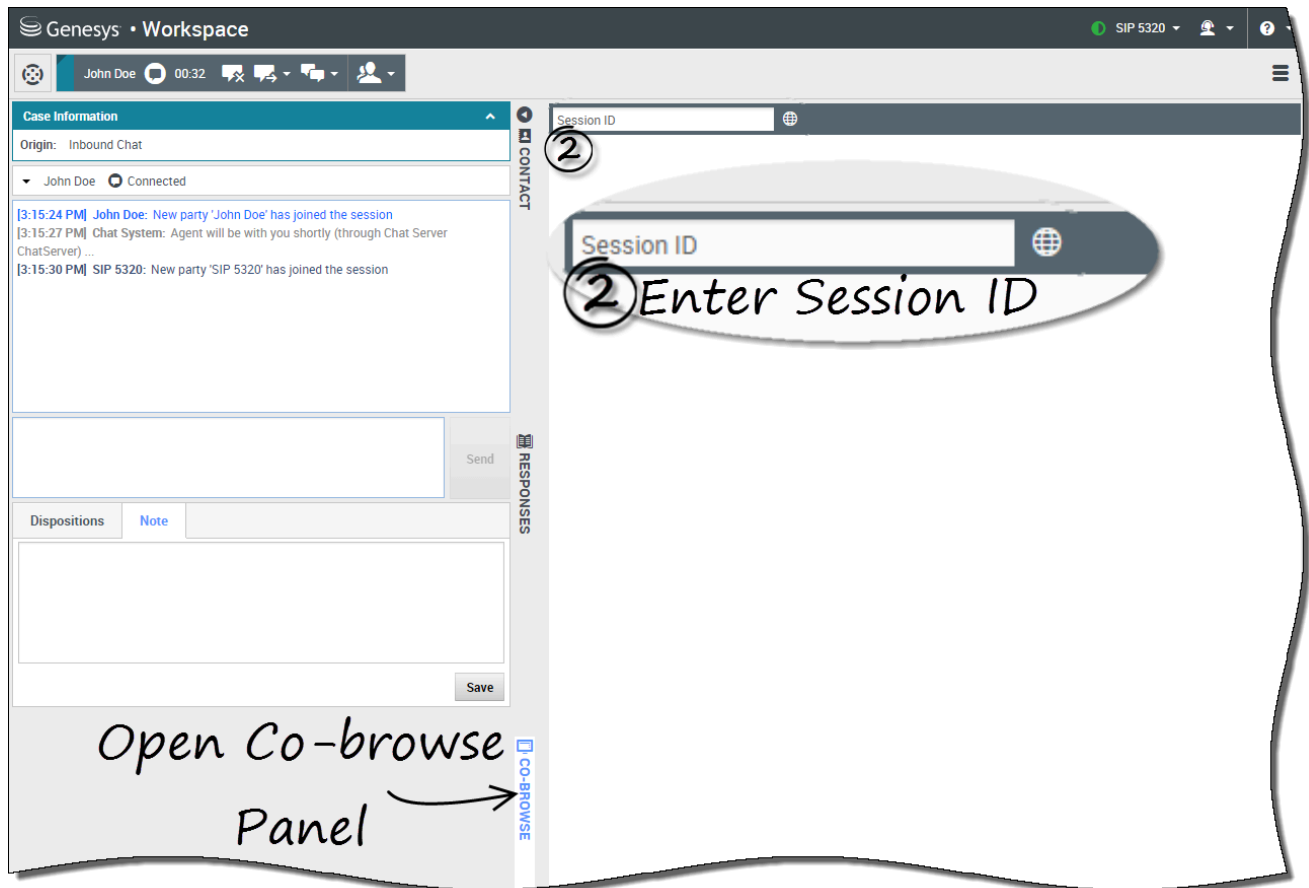 Genesys • Workspace
SIP 5320
?
John Doe 00:32
Case Information
Origin: Inbound Chat
John Doe Connected
[3:15:24 PM] John Doe: New party 'John Doe' has joined the session
[3:15:27 PM] Chat System: Agent will be with you shortly (through Chat Server
ChatServer) ...
[3:15:30 PM] SIP 5320: New party 'SIP 5320' has joined the session
Send
Dispositions Note
Save
Open Co-browse
Panel
CONTACT
RESPONSES
CO-BROWSE
Session ID
2
Session ID
2 Enter Session ID